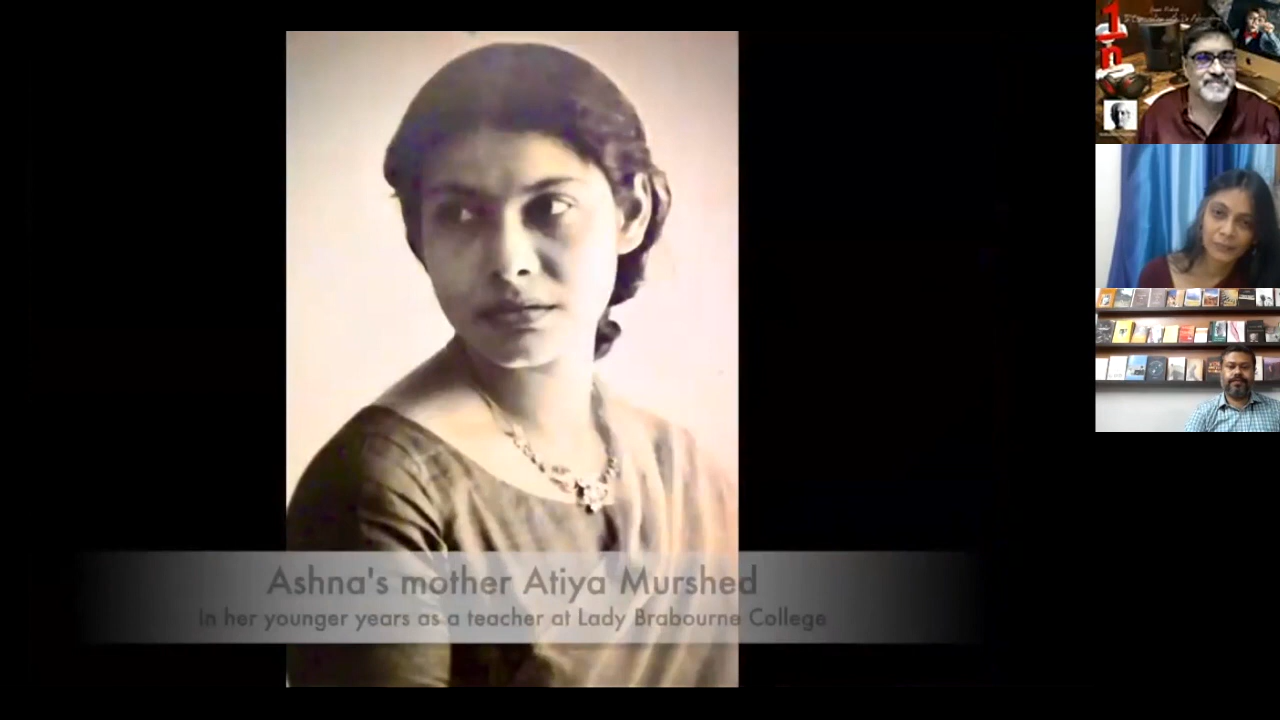 Ashna's mother Atiya Murshed
In her younger years as a teacher at Lady Brabourne College